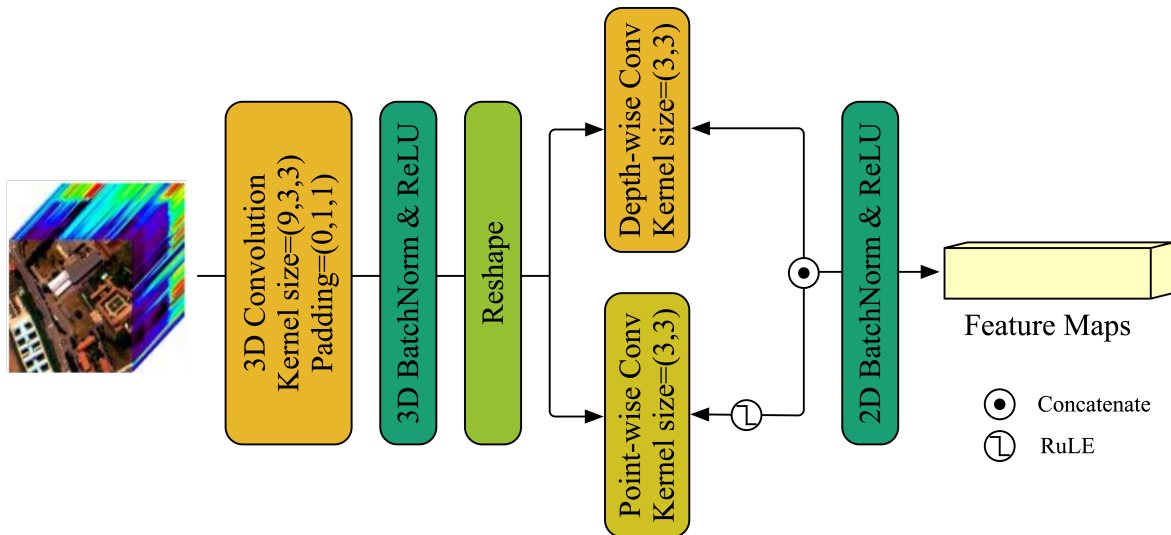 3D Convolution
Kernel size=(9,3,3)
Padding=(0,1,1)
3D BatchNorm & ReLU
Reshape
Depth-wise Conv
Kernel size=(3,3)
Point-wise Conv
Kernel size=(3,3)
2D BatchNorm & ReLU
Feature Maps
Concatenate
RuLE